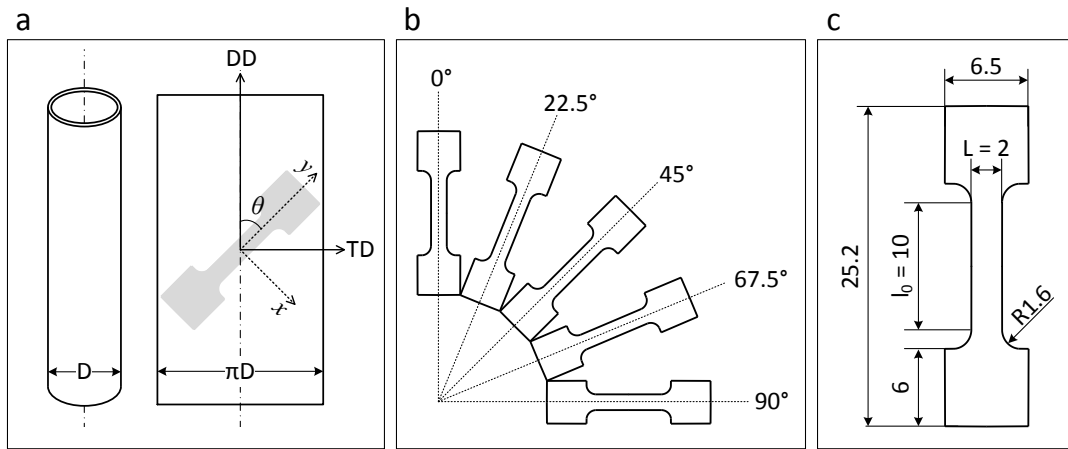 a
DD
y
θ
TD
x
D
πD
b
0°
22.5°
45°
67.5°
90°
c
6.5
L = 2
25.2
l₀ = 10
R1.6
6